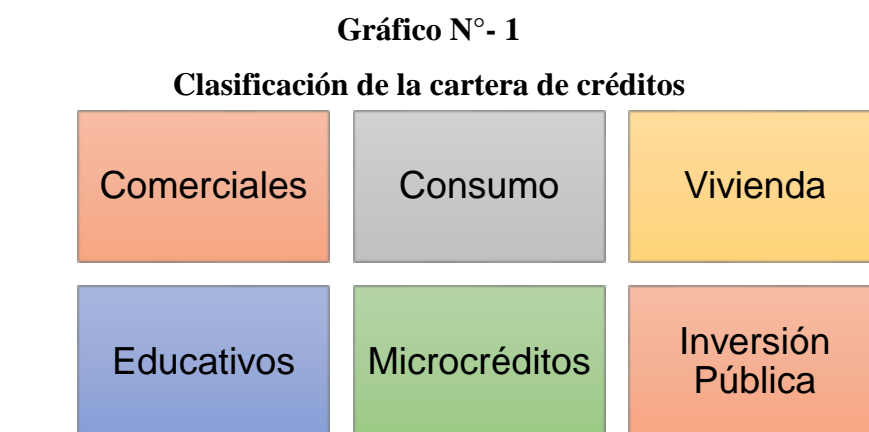 Gráfico N°- 1
Clasificación de la cartera de créditos
Comerciales
Consumo
Vivienda
Educativos
Microcréditos
Inversión
Pública